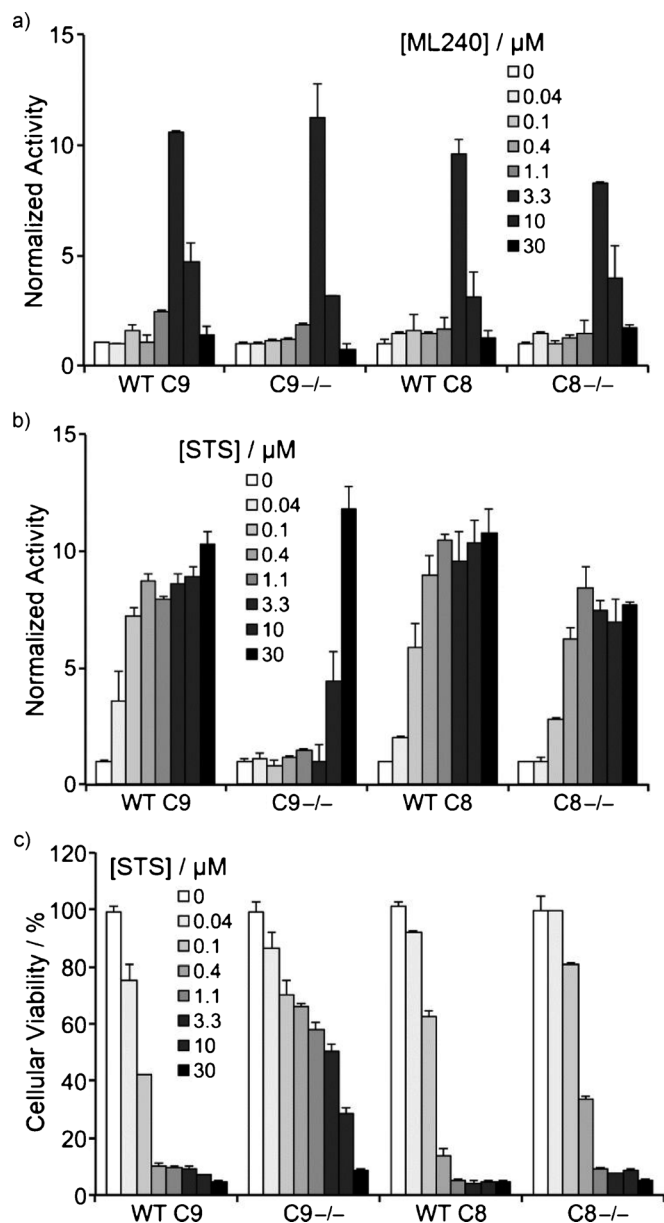 a)
15
10
5
0
Normalized Activity
[ML240] / µM
0
0.04
0.1
0.4
1.1
3.3
10
30
WT C9
C9–/–
WT C8
C8–/–
b)
15
10
5
0
Normalized Activity
[STS] / µM
0
0.04
0.1
0.4
1.1
3.3
10
30
WT C9
C9–/–
WT C8
C8–/–
c)
120
100
80
60
40
20
0
Cellular Viability / %
[STS] / µM
0
0.04
0.1
0.4
1.1
3.3
10
30
WT C9
C9–/–
WT C8
C8–/–